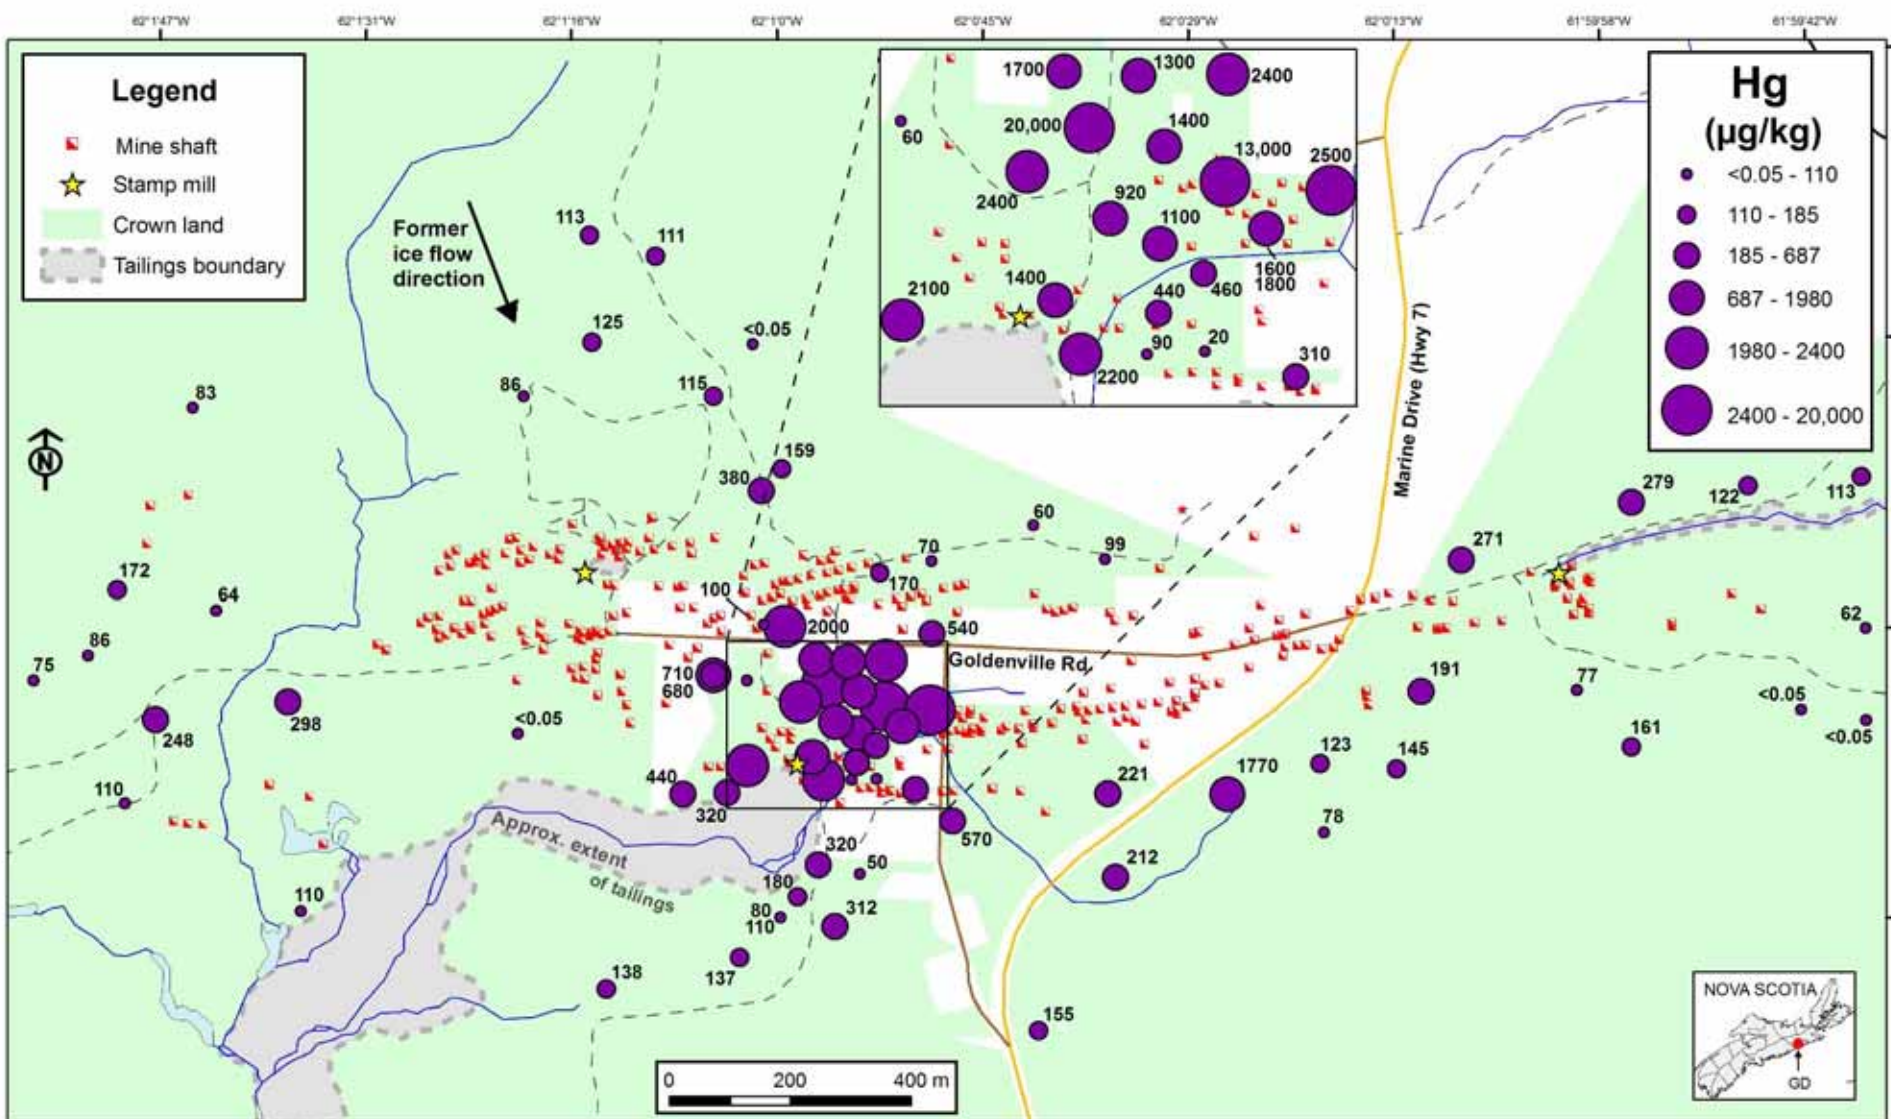 62°1'47"W
62°1'31"W
62°1'16"W
62°1'0"W
62°0'45"W
62°0'29"W
62°0'13"W
61°59'58"W
61°59'42"W
Legend
Mine shaft
Stamp mill
Crown land
Tailings boundary
Former
ice flow
direction
N
113
111
125
<0.05
86
115
83
159
380
1700
1300
2400
20,000
1400
60
13,000
2500
2400
920
1100
1400
2100
1600
1800
460
440
90
20
2200
310
Hg
(µg/kg)
<0.05 - 110
110 - 185
185 - 687
687 - 1980
1980 - 2400
2400 - 20,000
Marine Drive (Hwy 7)
279
122
113
271
60
99
70
170
172
64
86
75
100
2000
540
Goldenville Rd
710
680
62
191
77
<0.05
<0.05
161
248
298
<0.05
110
440
320
123
145
221
1770
78
570
212
Approx. extent
of tailings
320
50
180
80
110
312
110
137
138
155
0 200 400 m
NOVA SCOTIA
GD